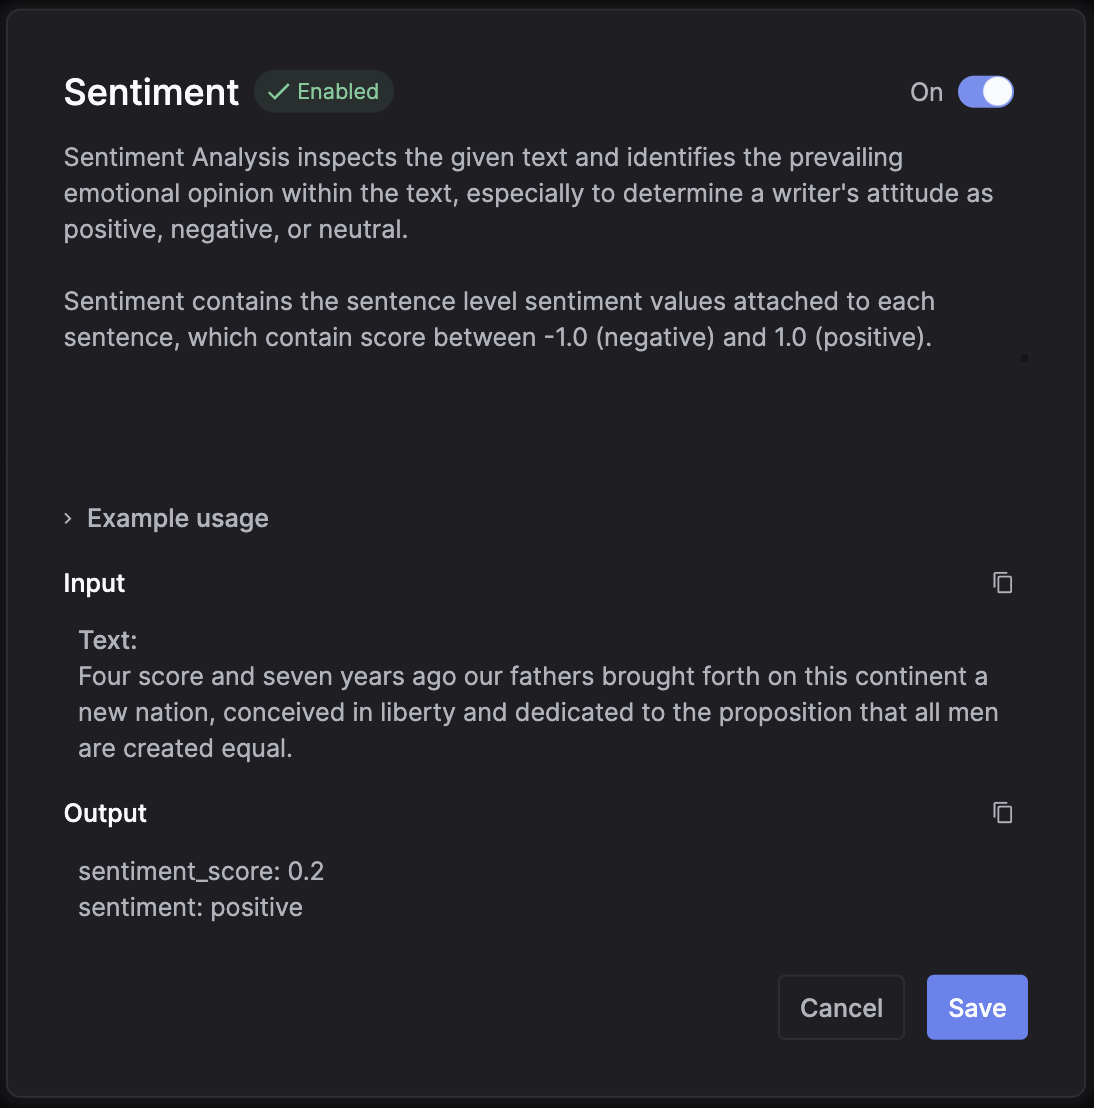 Sentiment
Enabled
On
Sentiment Analysis inspects the given text and identifies the prevailing
emotional opinion within the text, especially to determine a writer's attitude as
positive, negative, or neutral.
Sentiment contains the sentence level sentiment values attached to each
sentence, which contain score between -1.0 (negative) and 1.0 (positive).
Example usage
Input
Text:
Four score and seven years ago our fathers brought forth on this continent a
new nation, conceived in liberty and dedicated to the proposition that all men
are created equal.
Output
sentiment_score: 0.2
sentiment: positive
Cancel
Save